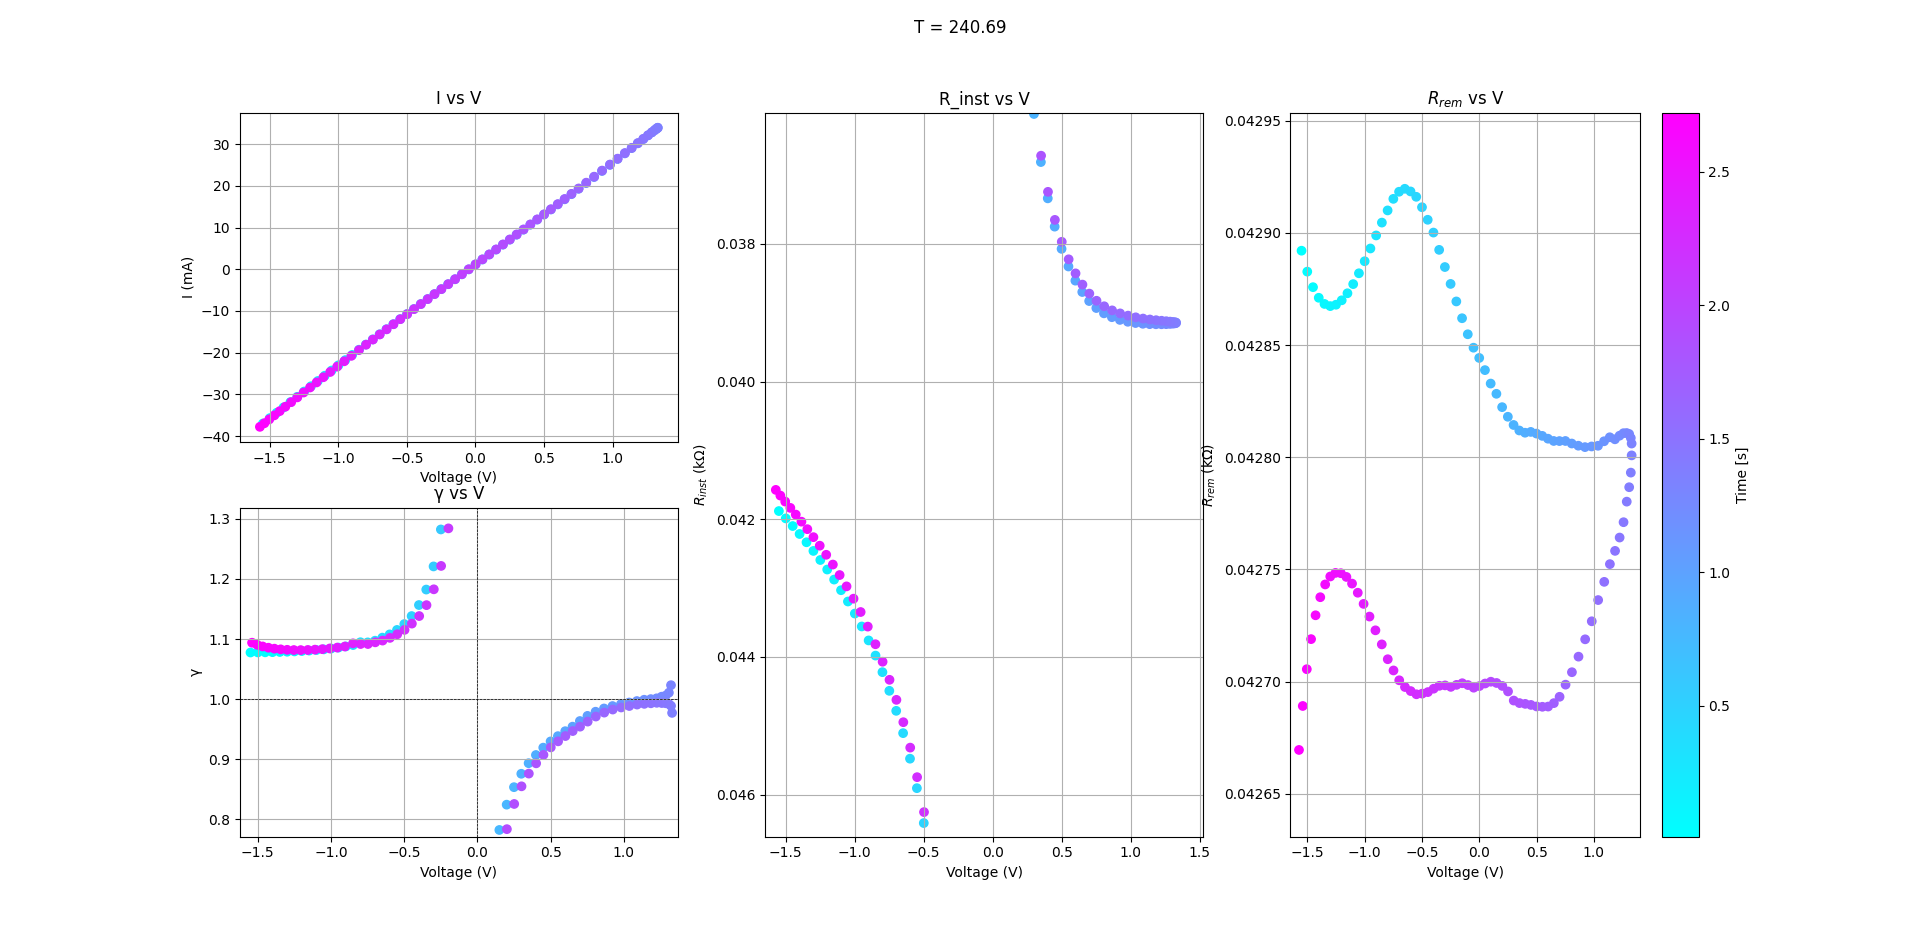 T = 240.69
I vs V
30
20
10
0
−10
−20
−30
−40
I (mA)
−1.5 −1.0 −0.5 0.0 0.5 1.0
Voltage (V)
γ vs V
1.3
1.2
1.1
1.0
0.9
0.8
γ
−1.5 −1.0 −0.5 0.0 0.5 1.0
Voltage (V)
R_inst vs V
0.038
0.040
0.042
0.044
0.046
R_inst (kΩ)
−1.5 −1.0 −0.5 0.0 0.5 1.0 1.5
Voltage (V)
R_rem vs V
0.04295
0.04290
0.04285
0.04280
0.04275
0.04270
0.04265
R_rem (kΩ)
−1.5 −1.0 −0.5 0.0 0.5 1.0
Voltage (V)
2.5
2.0
1.5
1.0
0.5
Time [s]